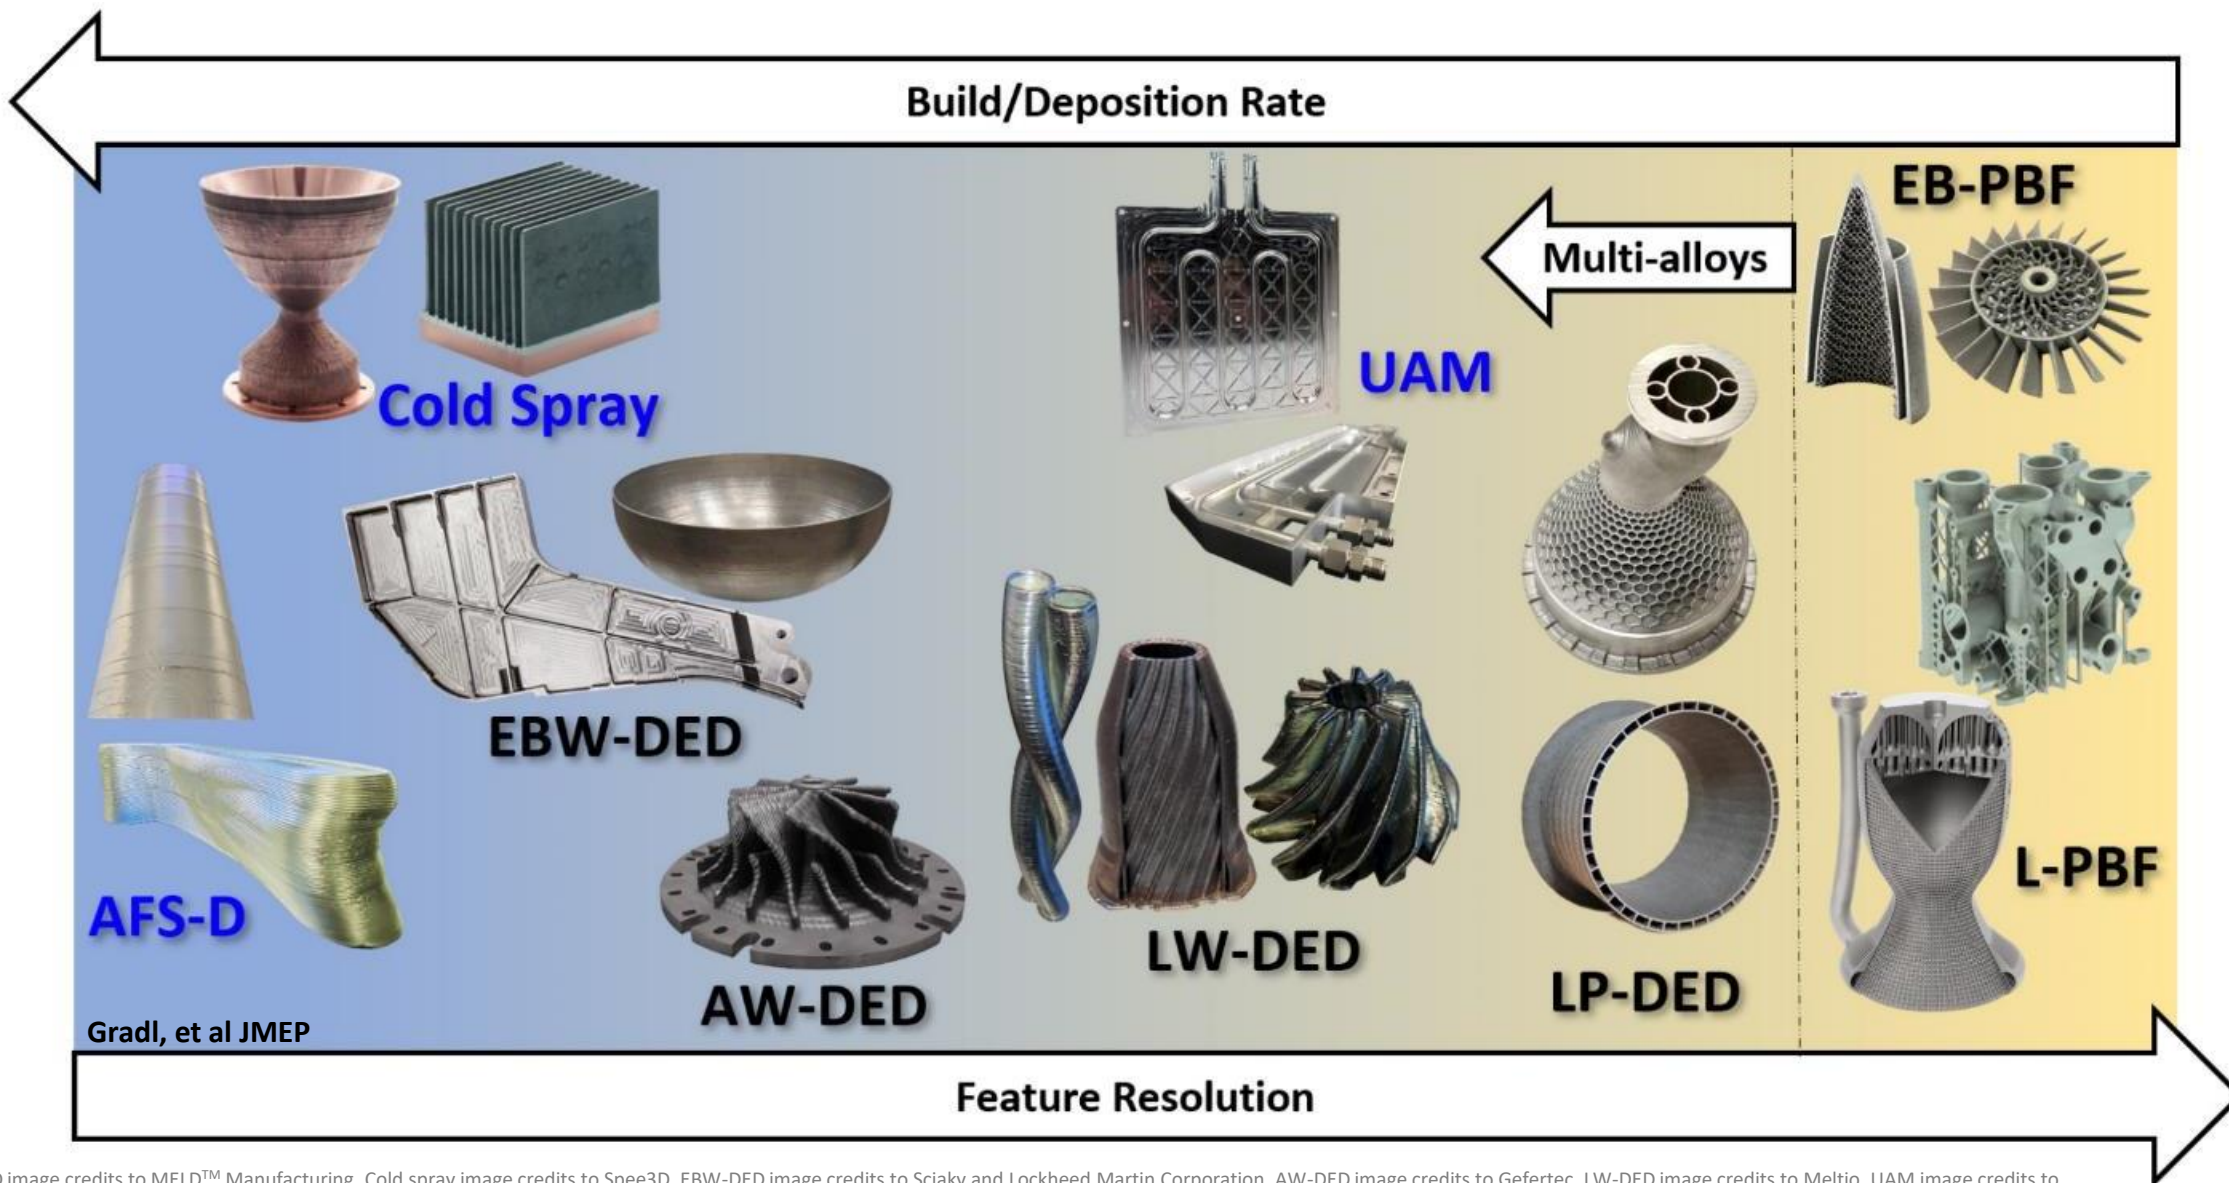 Build/Deposition Rate
EB-PBF
Multi-alloys
UAM
Cold Spray
EBW-DED
L-PBF
AFS-D
LW-DED
LP-DED
AW-DED
Gradl, et al JMEP
Feature Resolution
image credits to MELD™ Manufacturing, Cold spray image credits to Spee3D, EBW-DED image credits to Sciaky and Lockheed Martin Corporation, AW-DED image credits to Gefertec, LW-DED image credits to Meltio, UAM image credits to